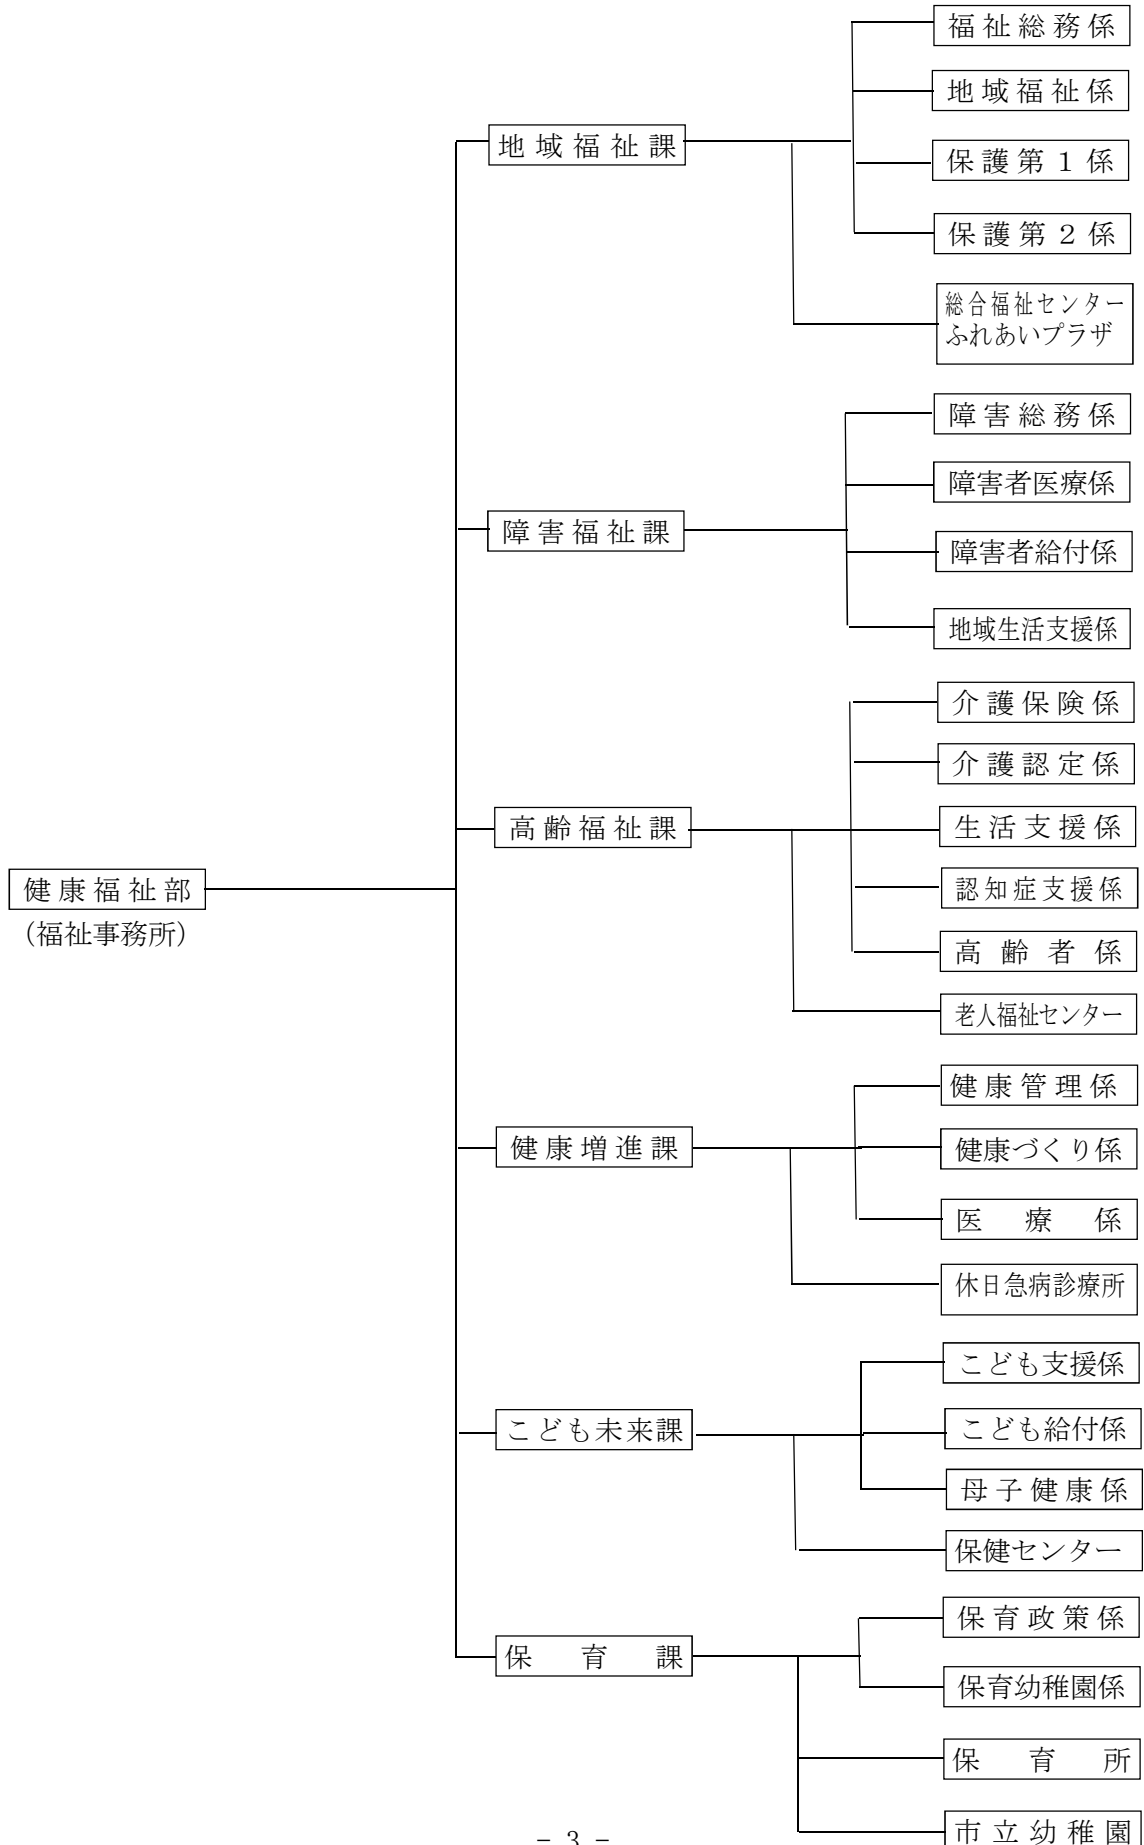 福祉総務係
地域福祉係
地域福祉課
保護第１係
保護第２係
総合福祉センター
ふれあいプラザ
障害総務係
障害者医療係
障害福祉課
障害者給付係
地域生活支援係
介護保険係
介護認定係
高齢福祉課
生活支援係
健康福祉部
（福祉事務所）
認知症支援係
高齢者係
老人福祉センター
健康管理係
健康増進課
健康づくり係
医療係
休日急病診療所
こども支援係
こども未来課
こども給付係
母子健康係
保健センター
保育政策係
保育課
保育幼稚園係
保育所
市立幼稚園
- 3 -